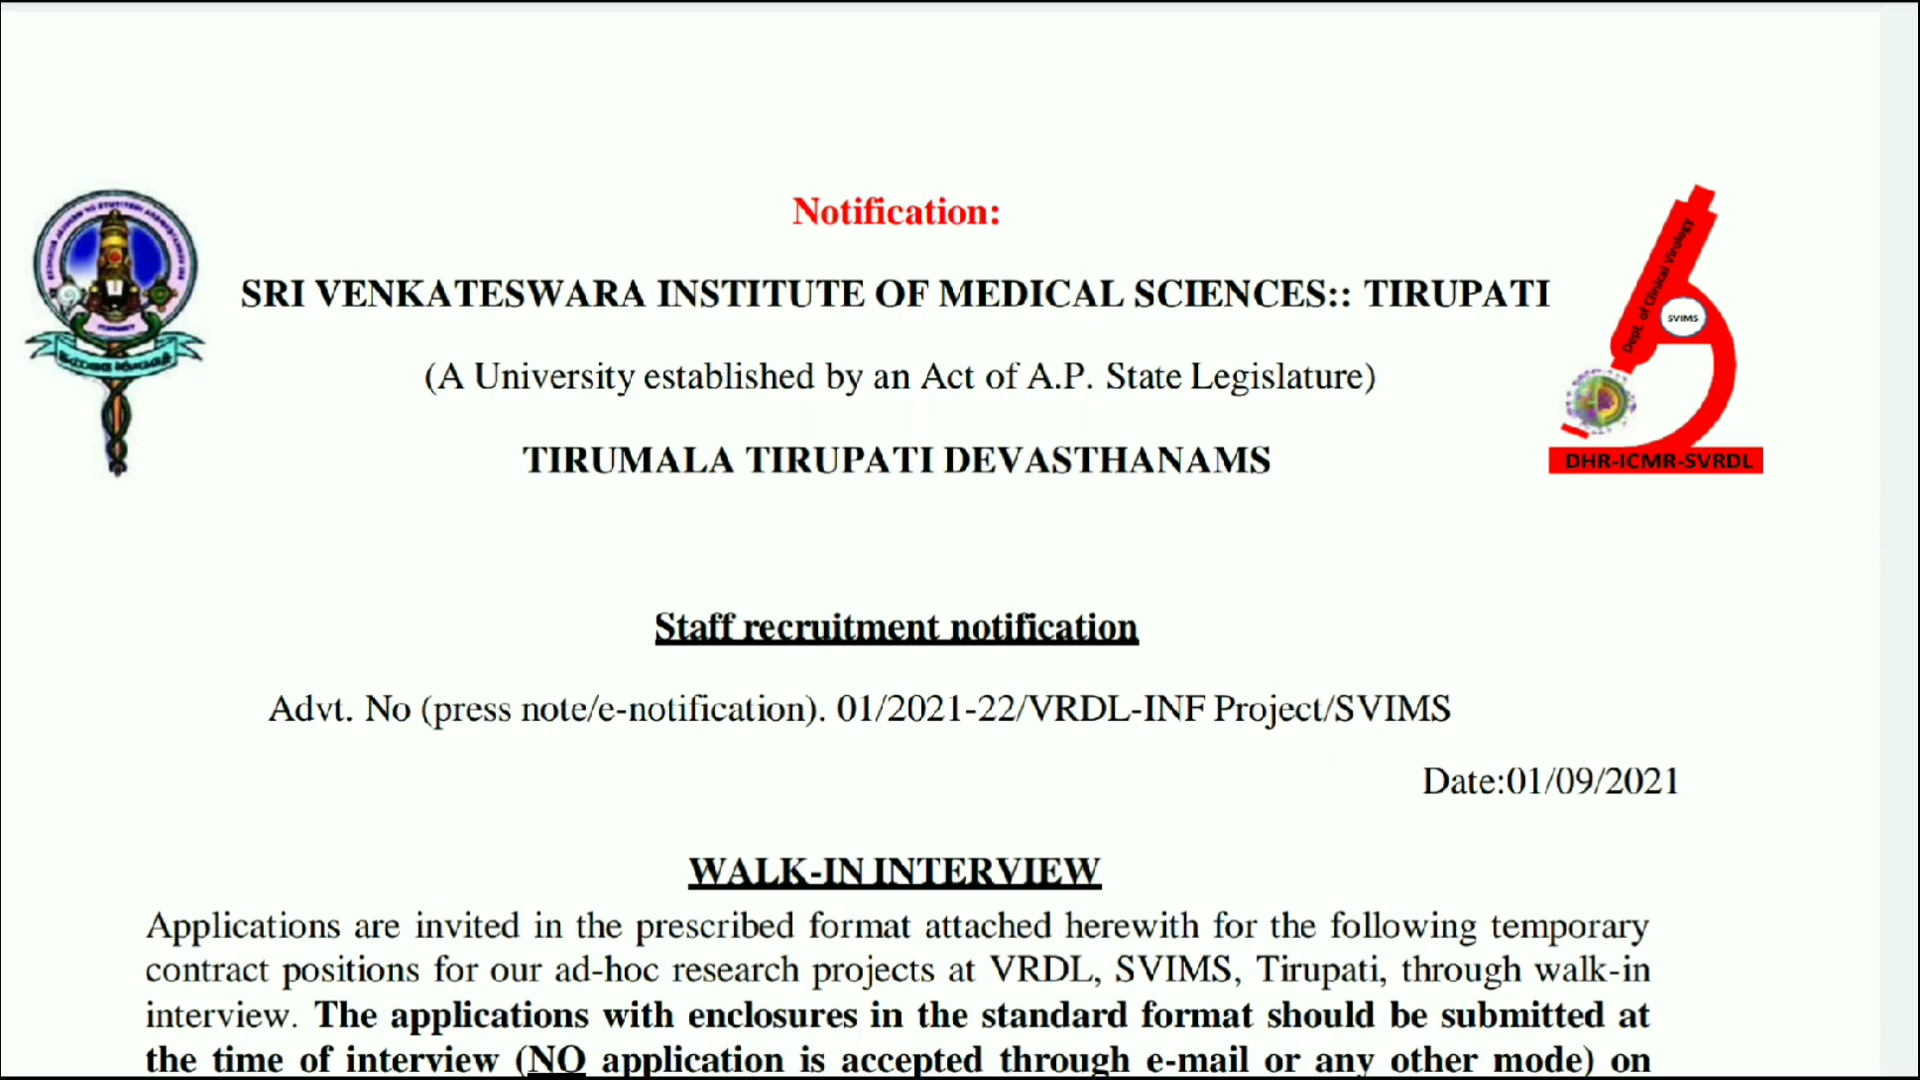 Notification:
SRI VENKATESWARA INSTITUTE OF MEDICAL SCIENCES:: TIRUPATI
(A University established by an Act of A.P. State Legislature)
TIRUMALA TIRUPATI DEVASTHANAMS
Dept. of Clinical Virology
SVIMS
DHR-ICMR-SVRDL
Staff recruitment notification
Advt. No (press note/e-notification). 01/2021-22/VRDL-INF Project/SVIMS
Date:01/09/2021
WALK-IN INTERVIEW
Applications are invited in the prescribed format attached herewith for the following temporary
contract positions for our ad-hoc research projects at VRDL, SVIMS, Tirupati, through walk-in
interview. The applications with enclosures in the standard format should be submitted at
the time of interview (NO application is accepted through e-mail or any other mode) on